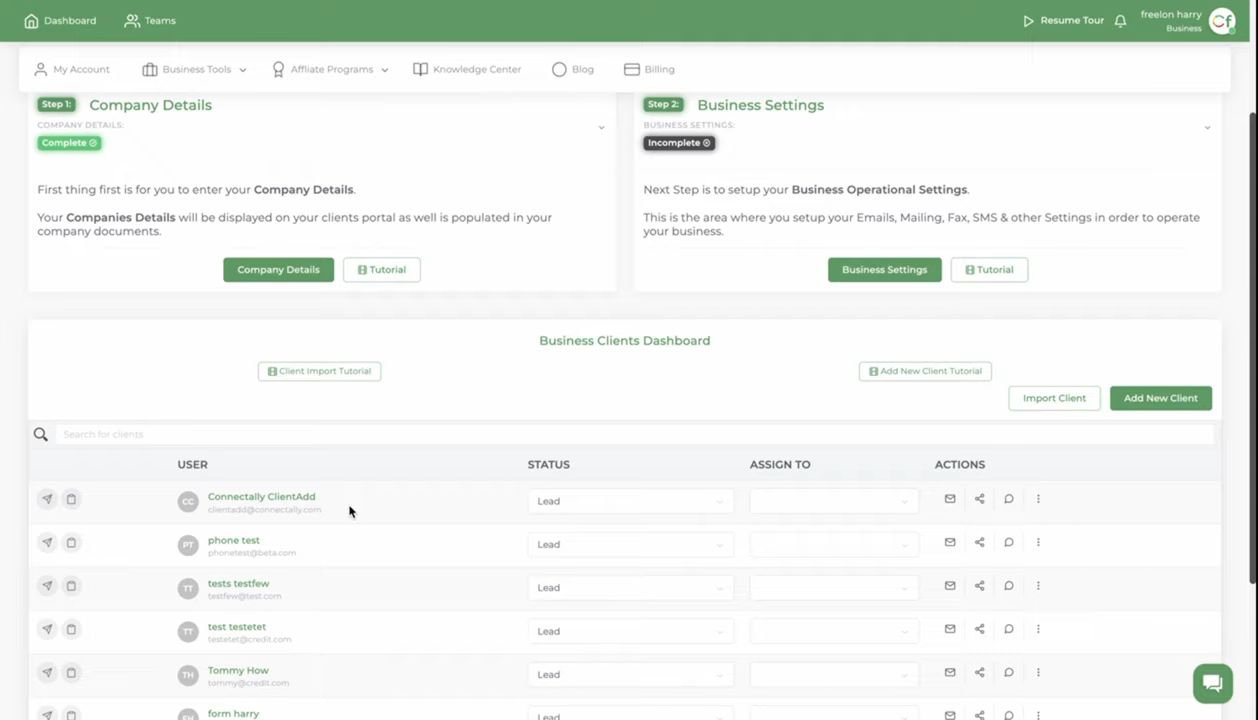 Dashboard
Teams
Resume Tour
freelon harry
Business
Cf
My Account
Business Tools
Affliate Programs
Knowledge Center
Blog
Billing
Step 1:
Company Details
COMPANY DETAILS:
Complete
First thing first is for you to enter your Company Details.
Your Companies Details will be displayed on your clients portal as well is populated in your
company documents.
Company Details
Tutorial
Step 2:
Business Settings
BUSINESS SETTINGS:
Incomplete
Next Step is to setup your Business Operational Settings.
This is the area where you setup your Emails, Mailing, Fax, SMS & other Settings in order to operate
your business.
Business Settings
Tutorial
Business Clients Dashboard
Client Import Tutorial
Add New Client Tutorial
Import Client
Add New Client
Search for clients
USER
STATUS
ASSIGN TO
ACTIONS
CC
Connectally ClientAdd
clientadd@connectally.com
Lead
PT
phone test
phonetest@beta.com
Lead
TT
tests testfew
testfew@test.com
Lead
TT
test testetet
testetet@credit.com
Lead
TH
Tommy How
tommy@credit.com
Lead
FH
form harry
Lead